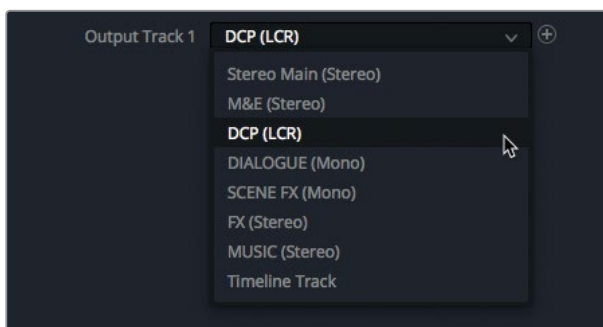 Output Track 1 DCP (LCR)
Stereo Main (Stereo)
M&E (Stereo)
DCP (LCR)
DIALOGUE (Mono)
SCENE FX (Mono)
FX (Stereo)
MUSIC (Stereo)
Timeline Track